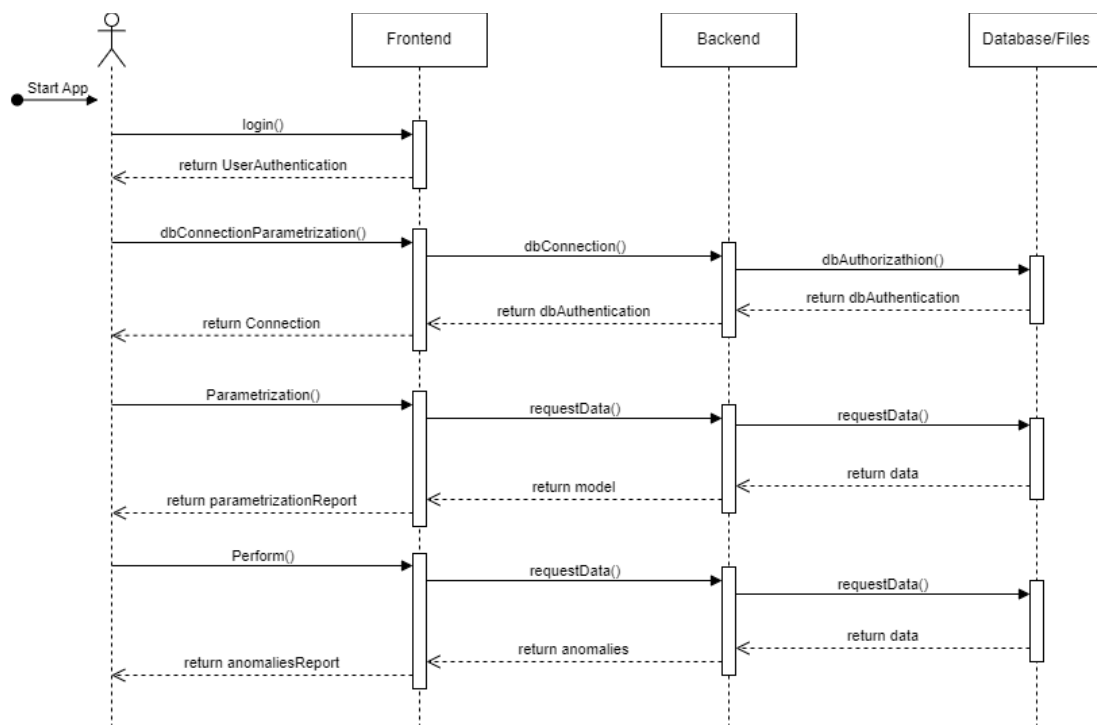 Frontend
Backend
Database/Files
Start App
login()
return UserAuthentication
dbConnectionParametrization()
dbConnection()
dbAuthorizathion()
return dbAuthentication
return dbAuthentication
return Connection
Parametrization()
requestData()
requestData()
return data
return model
return parametrizationReport
Perform()
requestData()
requestData()
return data
return anomalies
return anomaliesReport